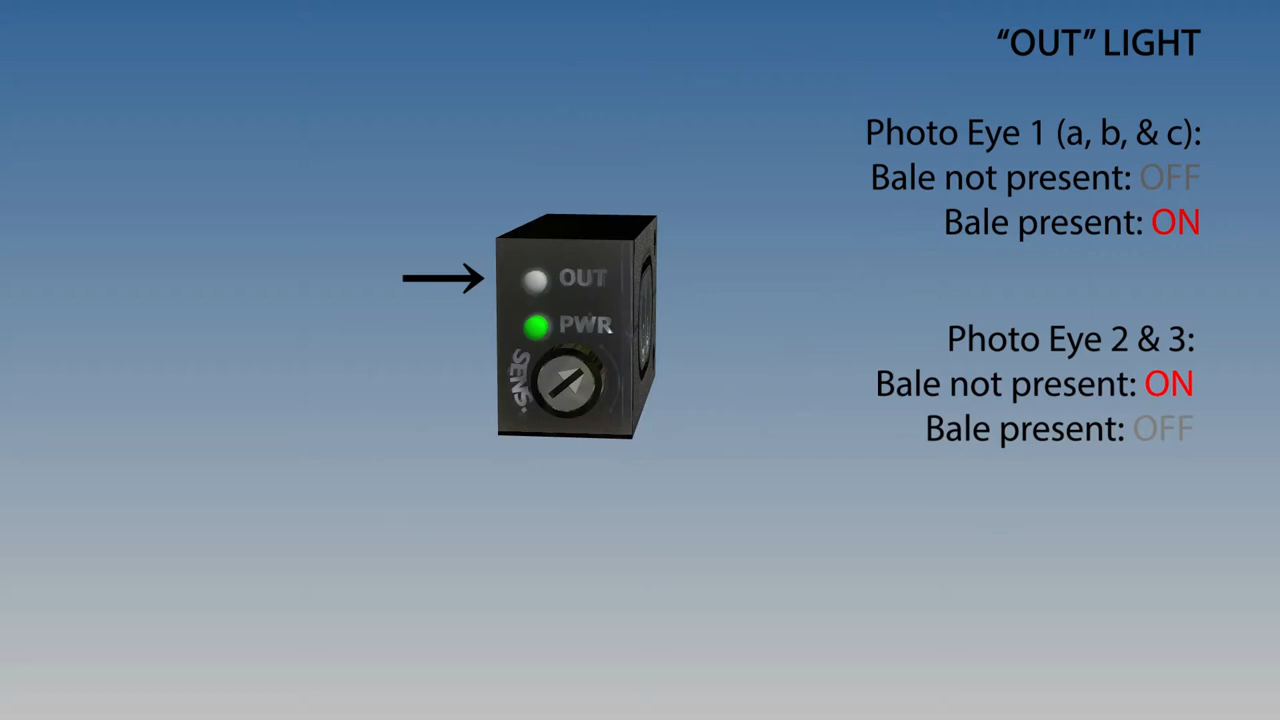 “OUT” LIGHT
Photo Eye 1 (a, b, & c):
Bale not present: OFF
Bale present: ON
OUT
PWR
SENS.
Photo Eye 2 & 3:
Bale not present: ON
Bale present: OFF